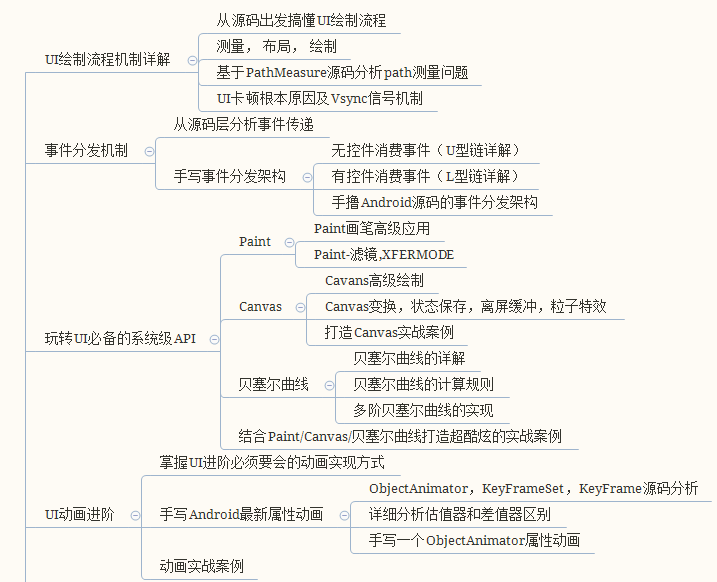 从源码出发搞懂UI绘制流程
UI绘制流程机制详解
测量， 布局， 绘制
基于PathMeasure源码分析path测量问题
UI卡顿根本原因及Vsync信号机制
从源码层分析事件传递
事件分发机制
无控件消费事件（U型链详解）
手写事件分发架构
有控件消费事件（L型链详解）
手撸Android源码的事件分发架构
Paint画笔高级应用
Paint
Paint-滤镜,XFERMODE
Cavans高级绘制
Canvas
Canvas变换，状态保存，离屏缓冲，粒子特效
打造Canvas实战案例
玩转UI必备的系统级API
贝塞尔曲线的详解
贝塞尔曲线
贝塞尔曲线的计算规则
多阶贝塞尔曲线的实现
结合Paint/Canvas/贝塞尔曲线打造超酷炫的实战案例
掌握UI进阶必须要会的动画实现方式
ObjectAnimator，KeyFrameSet，KeyFrame源码分析
UI动画进阶
手写Android最新属性动画
详细分析估值器和差值器区别
手写一个ObjectAnimator属性动画
动画实战案例